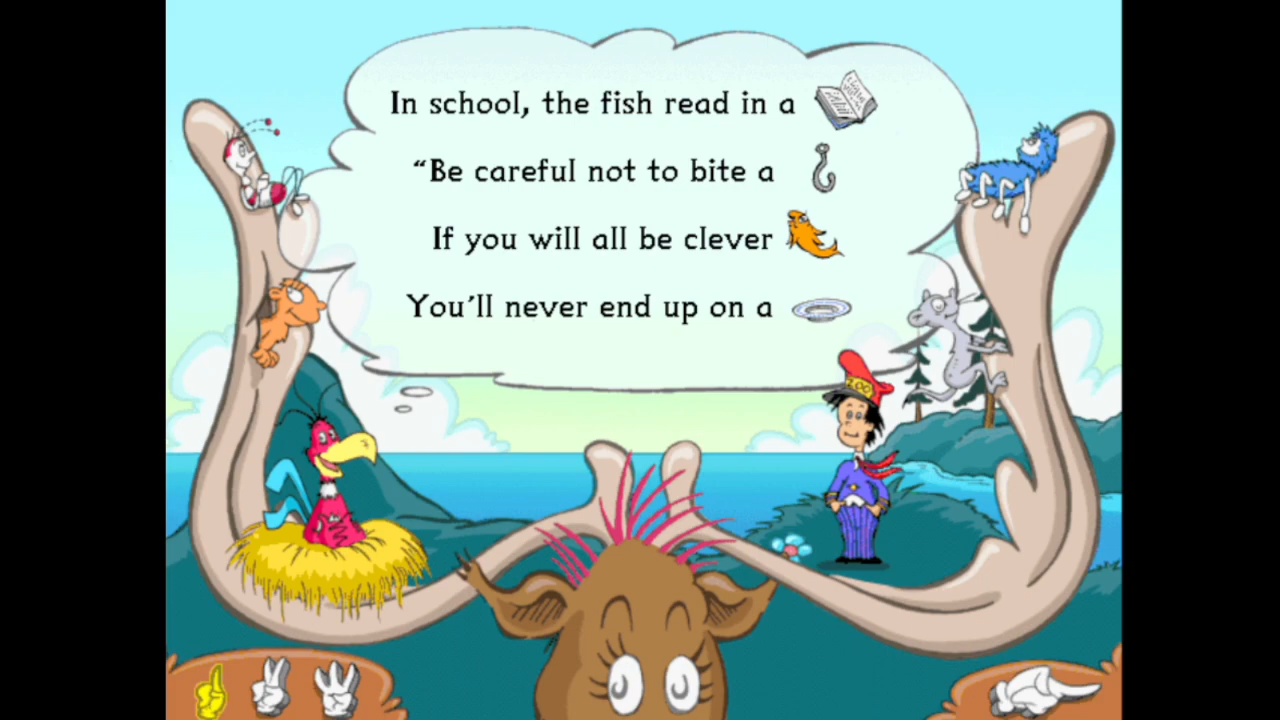 In school, the fish read in a
“Be careful not to bite a
If you will all be clever
You’ll never end up on a
ZOO